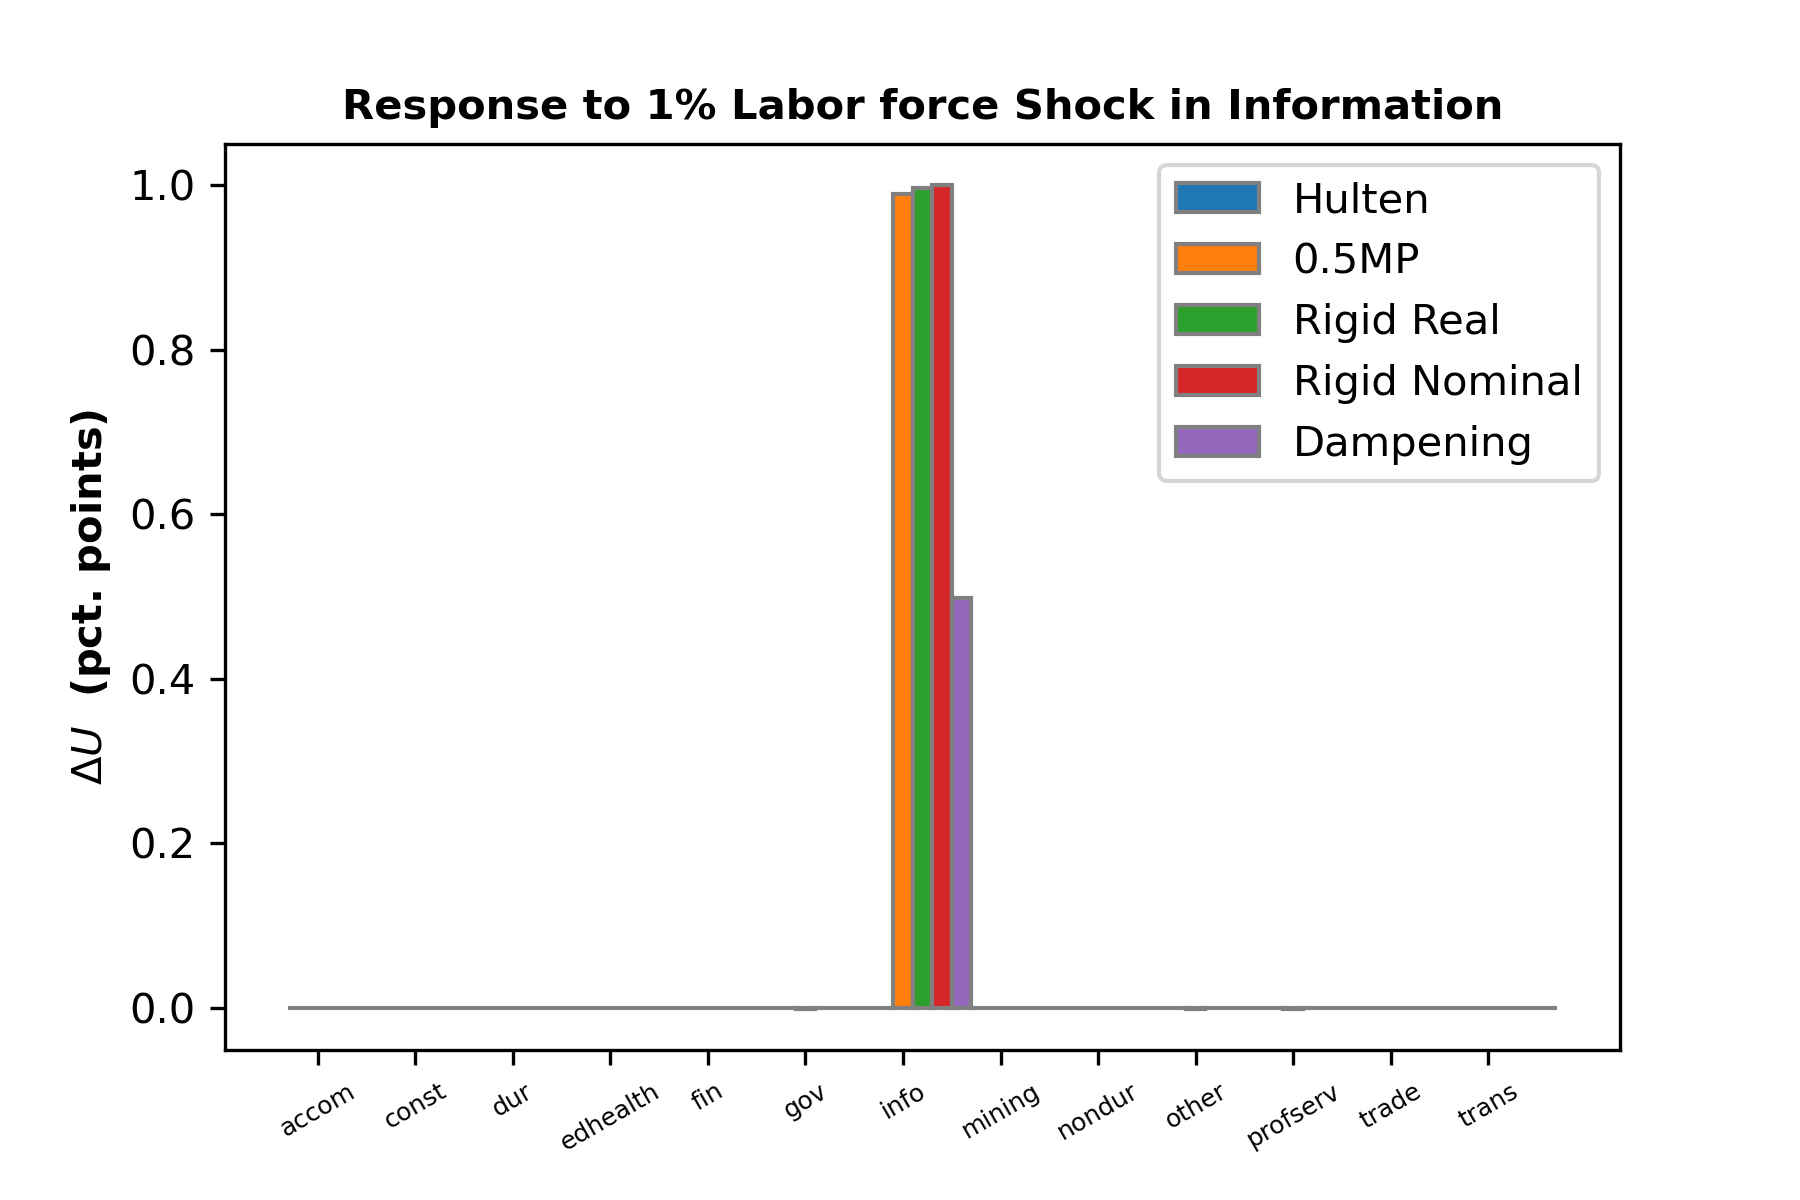 Response to 1% Labor force Shock in Information
ΔU (pct. points)
1.0
0.8
0.6
0.4
0.2
0.0
Hulten
0.5MP
Rigid Real
Rigid Nominal
Dampening
accom const dur edhealth fin gov info mining nondur other profserv trade trans